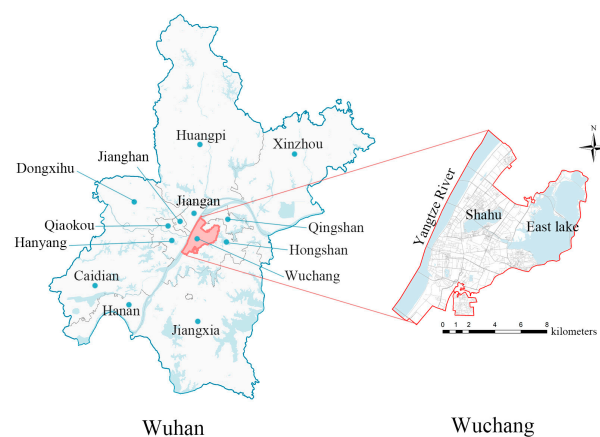 Huangpi
Xinzhou
Jianghan
Dongxihu
Jiangan
Qiaokou
Qingshan
Hanyang
Hongshan
Wuchang
Caidian
Hanan
Jiangxia
Wuhan
N
Yangtze River
Shahu
East lake
0 1 2 4 6 8
kilometers
Wuchang